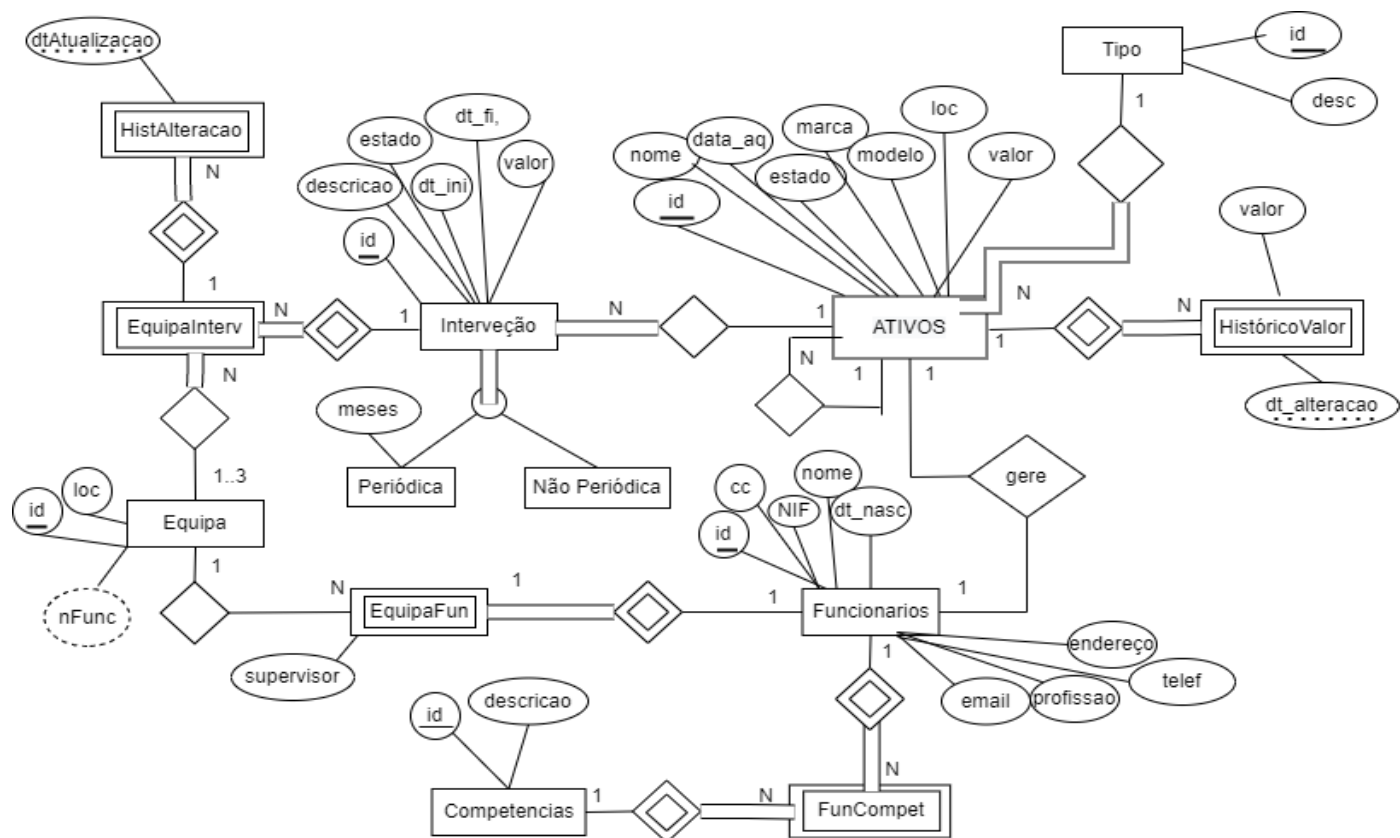 dtAtualizacao
HistAlteracao
N
1
EquipaInterv
N
N
1..3
Equipa
id
loc
nFunc
1
N
EquipaFun
supervisor
1
1
descricao
estado
dt_ini
dt_fi,
valor
id
1
Interveção
N
1
meses
Periódica
Não Periódica
nome
data_aq
marca
loc
id
estado
modelo
valor
ATIVOS
N
1
1
1
N
Tipo
id
desc
1
valor
N
HistóricoValor
dt_alteracao
gere
1
cc
NIF
nome
dt_nasc
id
Funcionarios
endereço
telef
profissao
email
1
N
FunCompet
N
1
Competencias
id
descricao